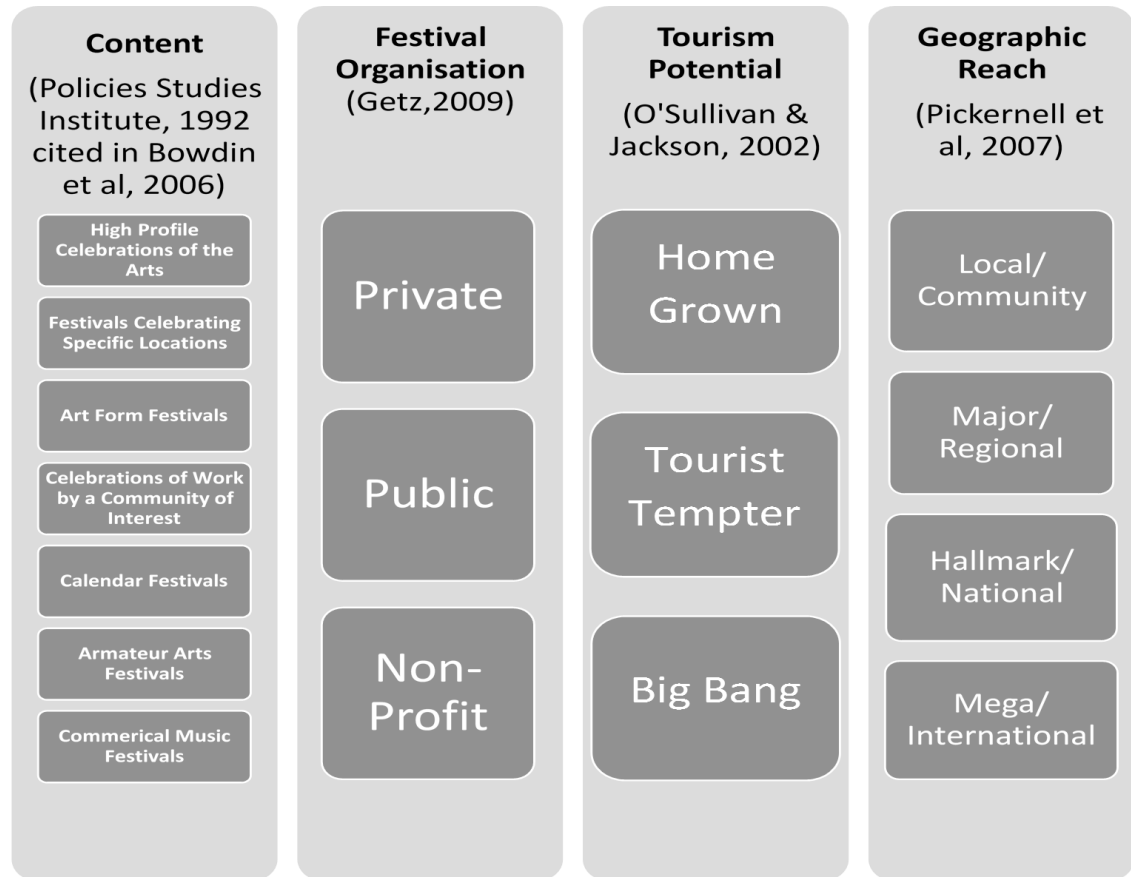 Content
(Policies Studies
Institute, 1992
cited in Bowdin
et al, 2006)
High Profile
Celebrations of the
Arts
Festivals Celebrating
Specific Locations
Art Form Festivals
Celebrations of Work
by a Community of
Interest
Calendar Festivals
Armateur Arts
Festivals
Commerical Music
Festivals
Festival
Organisation
(Getz,2009)
Private
Public
Non-
Profit
Tourism
Potential
(O'Sullivan &
Jackson, 2002)
Home
Grown
Tourist
Tempter
Big Bang
Geographic
Reach
(Pickernell et
al, 2007)
Local/
Community
Major/
Regional
Hallmark/
National
Mega/
International